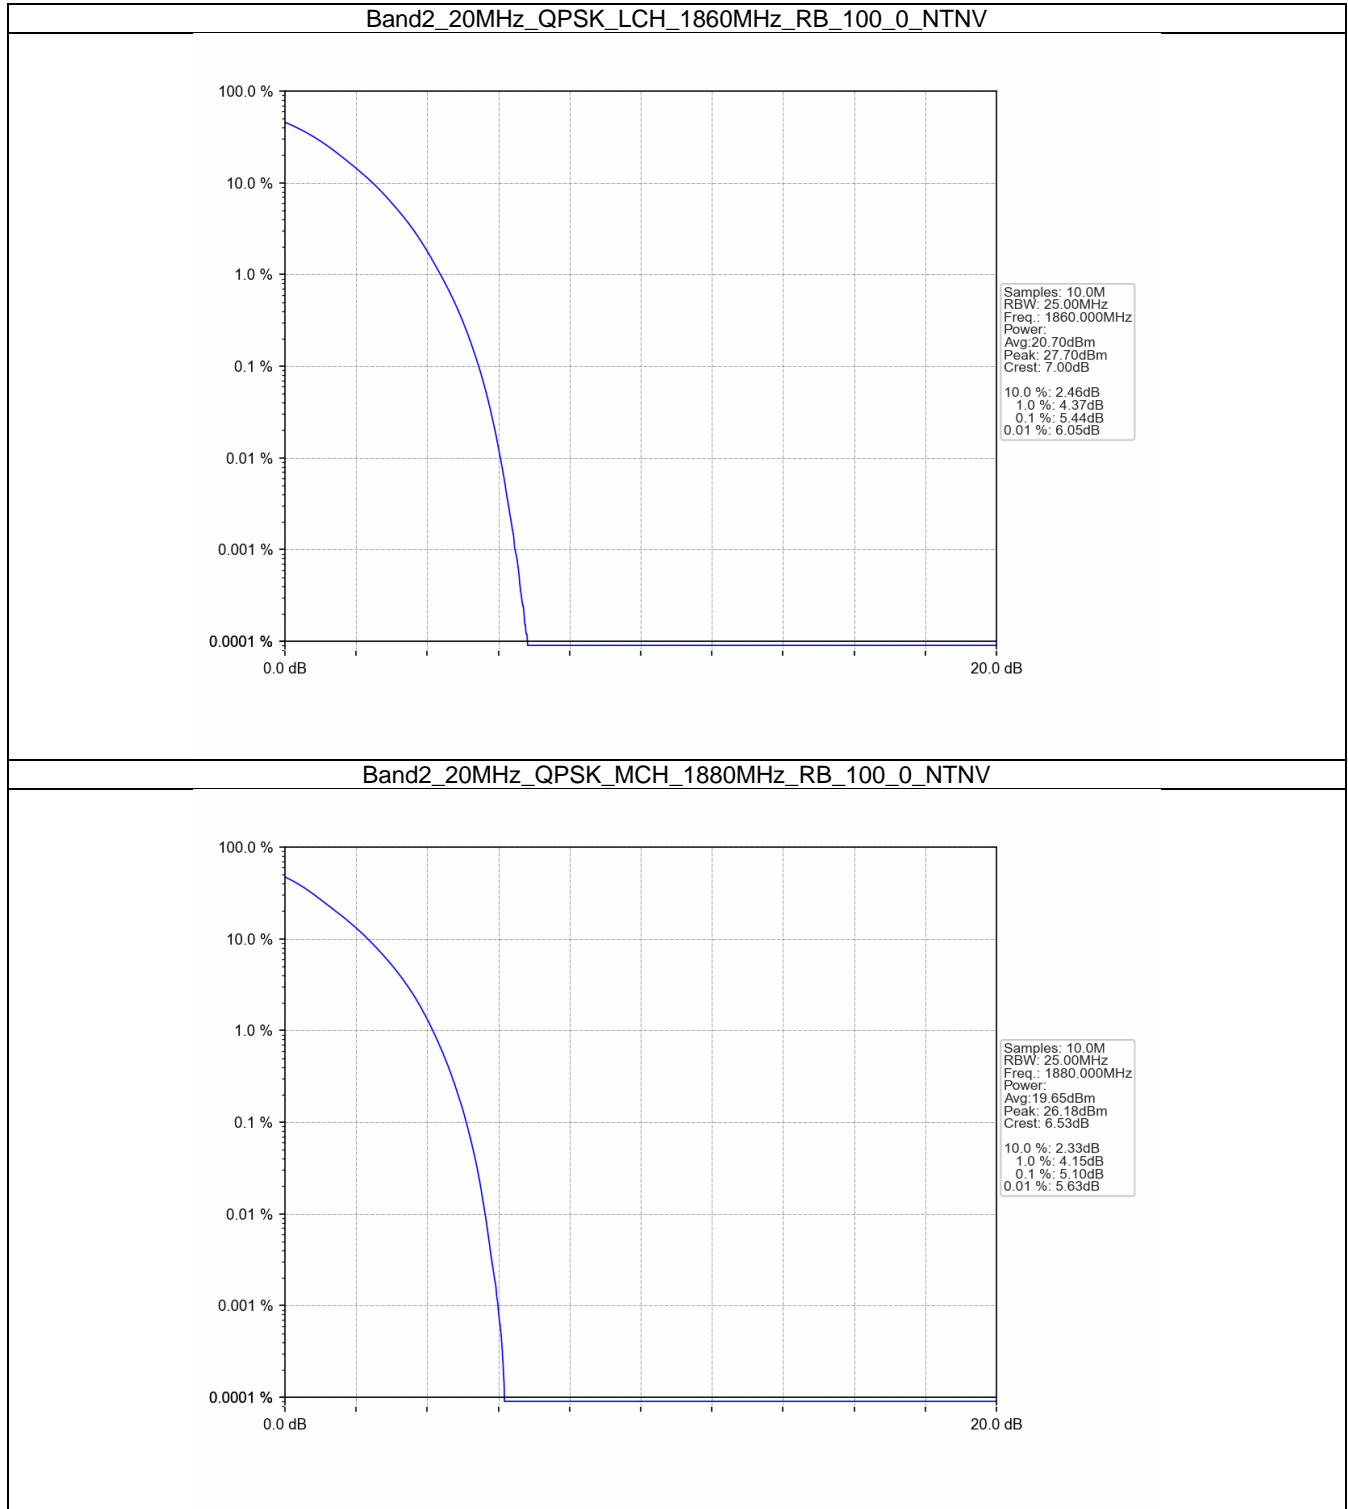 Band2_20MHz_QPSK_LCH_1860MHz_RB_100_0_NTNV
100.0 %
10.0 %
1.0 %
0.1 %
0.01 %
0.001 %
0.0001 %
0.0 dB
20.0 dB
Samples: 10.0M
RBW: 25.00MHz
Freq.: 1860.000MHz
Power:
Avg:20.70dBm
Peak: 27.70dBm
Crest: 7.00dB
10.0 %: 2.46dB
1.0 %: 4.37dB
0.1 %: 5.44dB
0.01 %: 6.05dB
Band2_20MHz_QPSK_MCH_1880MHz_RB_100_0_NTNV
100.0 %
10.0 %
1.0 %
0.1 %
0.01 %
0.001 %
0.0001 %
0.0 dB
20.0 dB
Samples: 10.0M
RBW: 25.00MHz
Freq.: 1880.000MHz
Power:
Avg:19.65dBm
Peak: 26.18dBm
Crest: 6.53dB
10.0 %: 2.33dB
1.0 %: 4.15dB
0.1 %: 5.10dB
0.01 %: 5.63dB